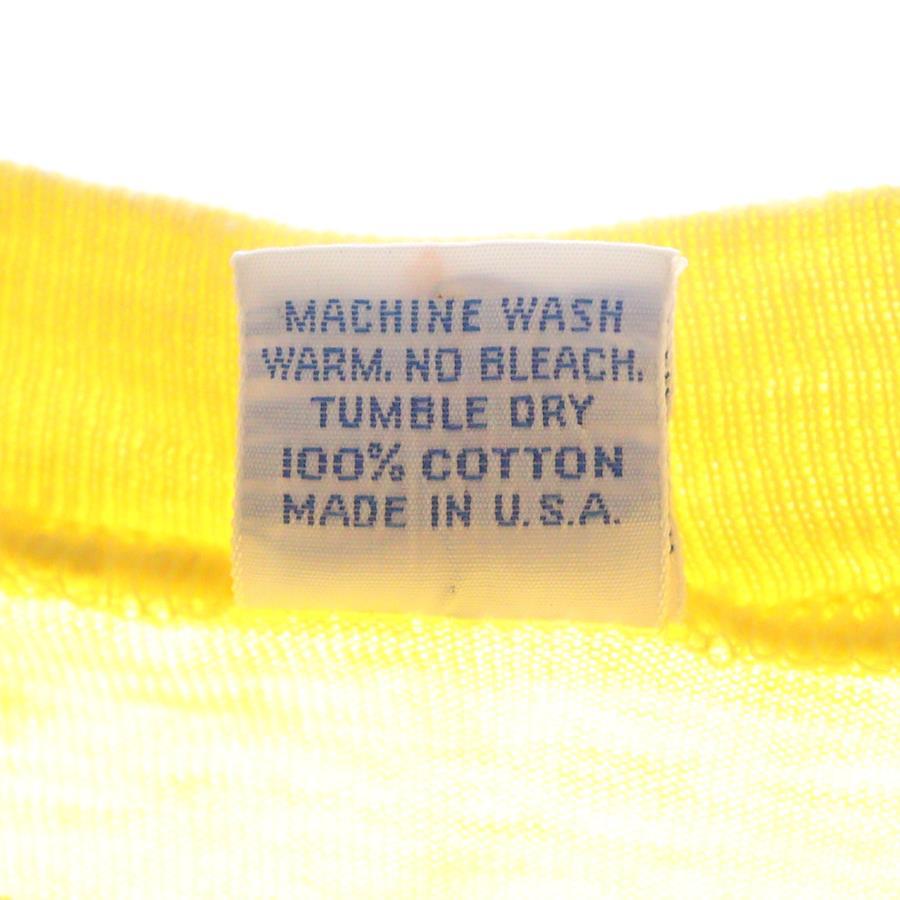 MACHINE WASH
WARM. NO BLEACH.
TUMBLE DRY
100% COTTON
MADE IN U.S.A.